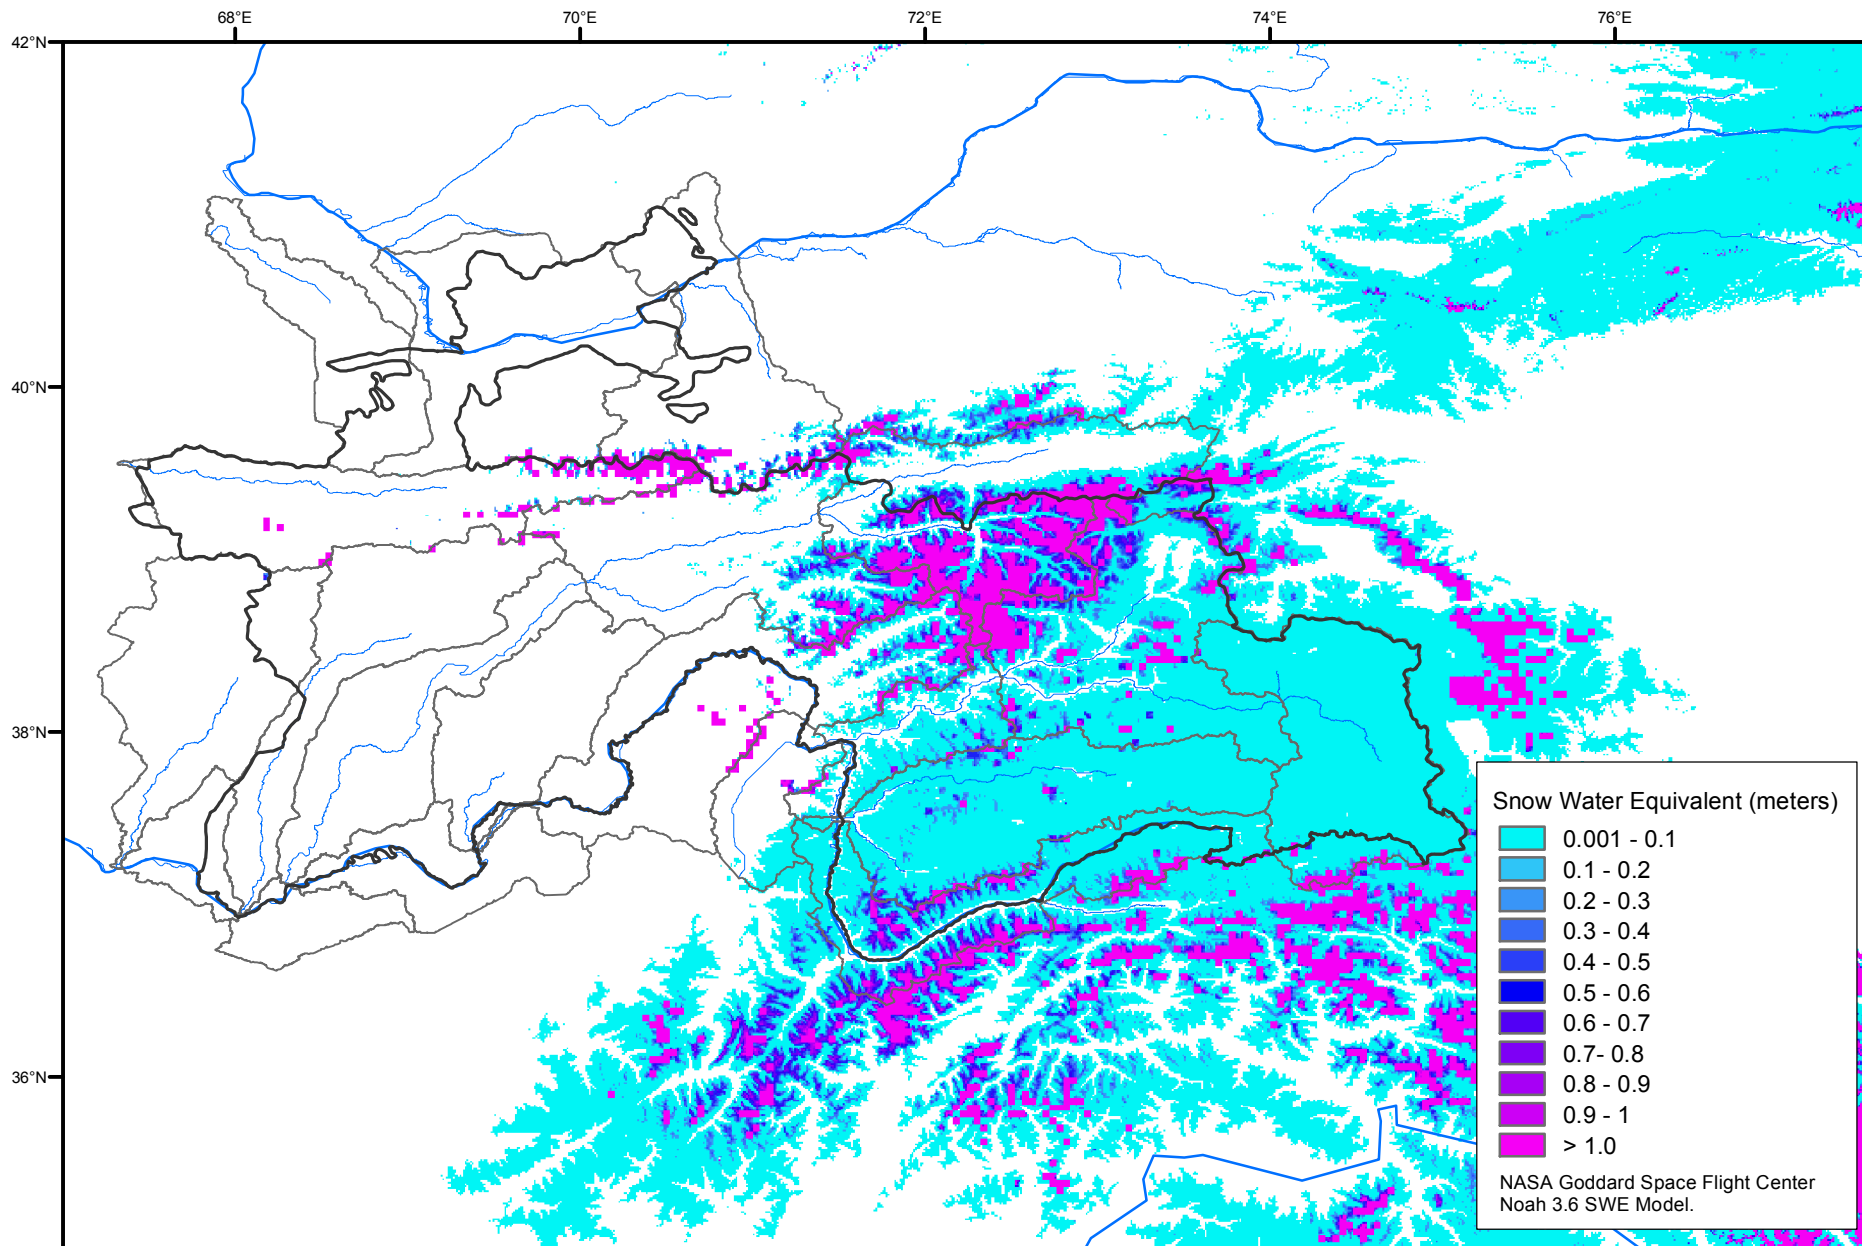 68°E
70°E
72°E
74°E
76°E
42°N
40°N
38°N
36°N
Snow Water Equivalent (meters)
0.001 - 0.1
0.1 - 0.2
0.2 - 0.3
0.3 - 0.4
0.4 - 0.5
0.5 - 0.6
0.6 - 0.7
0.7- 0.8
0.8 - 0.9
0.9 - 1
> 1.0
NASA Goddard Space Flight Center
Noah 3.6 SWE Model.